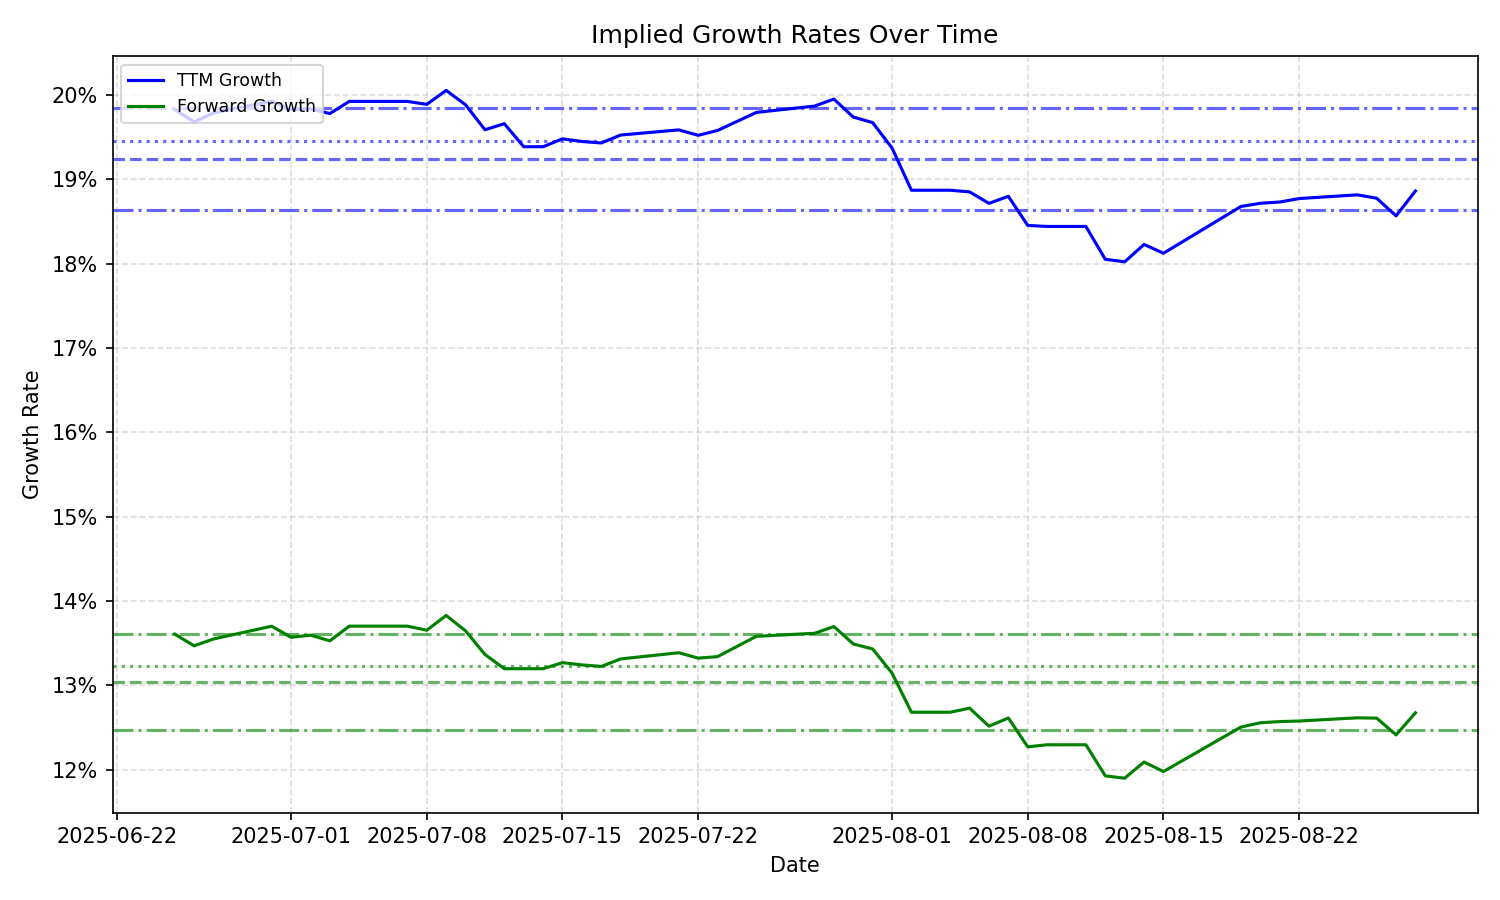 Implied Growth Rates Over Time
TTM Growth
Forward Growth
20%
19%
18%
17%
16%
15%
14%
13%
12%
Growth Rate
2025-06-22 2025-07-01 2025-07-08 2025-07-15 2025-07-22 2025-08-01 2025-08-08 2025-08-15 2025-08-22
Date